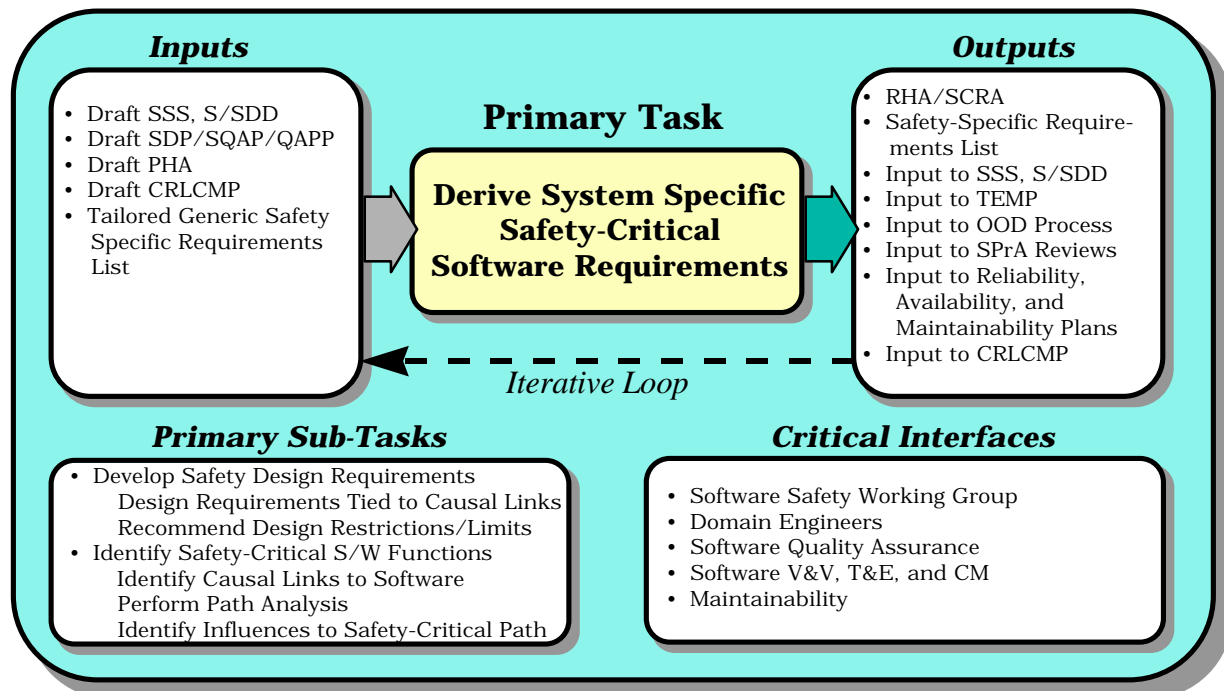 Inputs
• Draft SSS, S/SDD
• Draft SDP/SQAP/QAPP
• Draft PHA
• Draft CRLCMP
• Tailored Generic Safety
Specific Requirements
List
Primary Task
Derive System Specific
Safety-Critical
Software Requirements
Outputs
• RHA/SCRA
• Safety-Specific Require-
ments List
• Input to SSS, S/SDD
• Input to TEMP
• Input to OOD Process
• Input to SPrA Reviews
• Input to Reliability,
Availability, and
Maintainability Plans
• Input to CRLCMP
Iterative Loop
Primary Sub-Tasks
• Develop Safety Design Requirements
Design Requirements Tied to Causal Links
Recommend Design Restrictions/Limits
• Identify Safety-Critical S/W Functions
Identify Causal Links to Software
Perform Path Analysis
Identify Influences to Safety-Critical Path
Critical Interfaces
• Software Safety Working Group
• Domain Engineers
• Software Quality Assurance
• Software V&V, T&E, and CM
• Maintainability